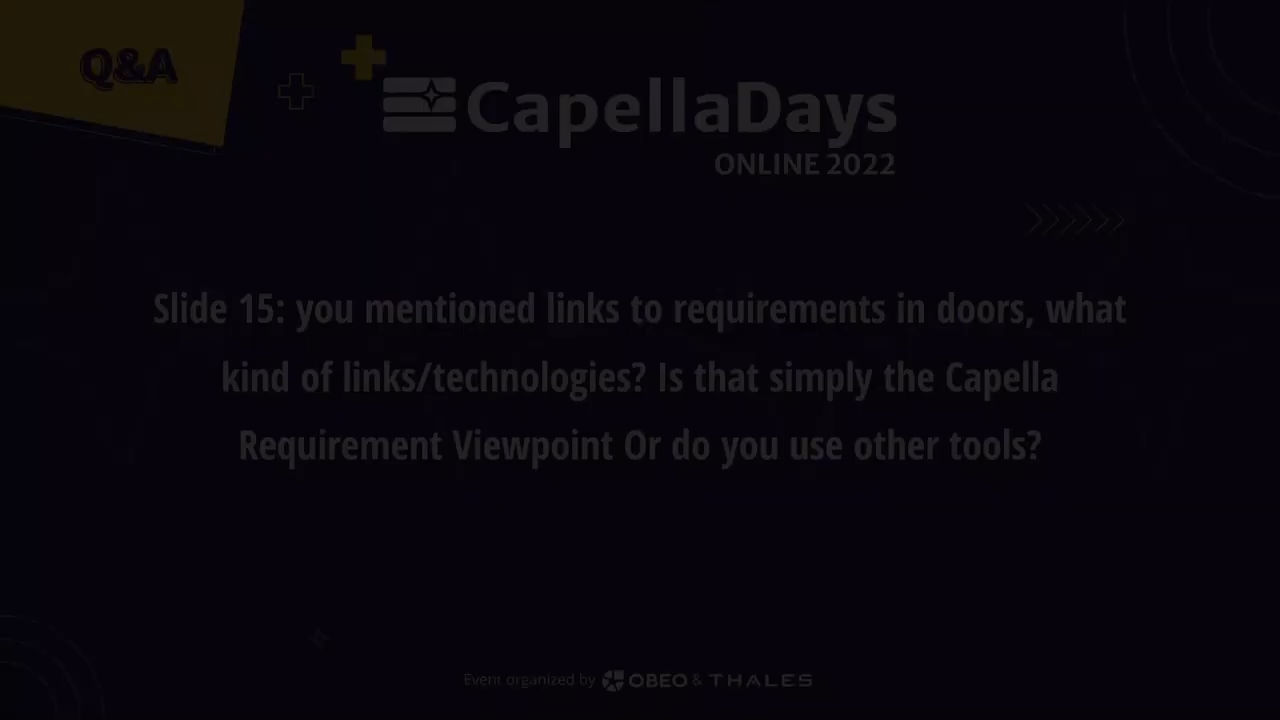 Q&A
CapellaDays
ONLINE 2022
Slide 15: you mentioned links to requirements in doors, what
kind of links/technologies? Is that simply the Capella
Requirement Viewpoint Or do you use other tools?
Event organized by OBEO & THALES